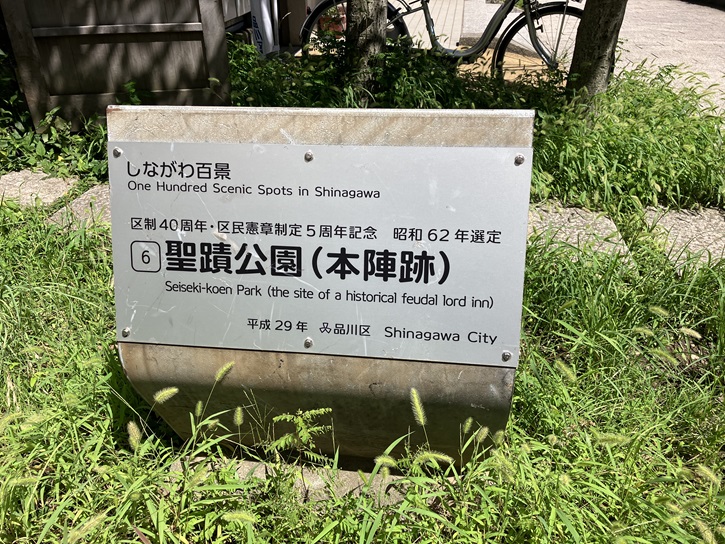 しながわ百景
One Hundred Scenic Spots in Shinagawa
区制40周年・区民憲章制定5周年記念 昭和62年選定
6 聖蹟公園(本陣跡)
Seiseki-koen Park (the site of a historical feudal lord inn)
平成29年 品川区 Shinagawa City